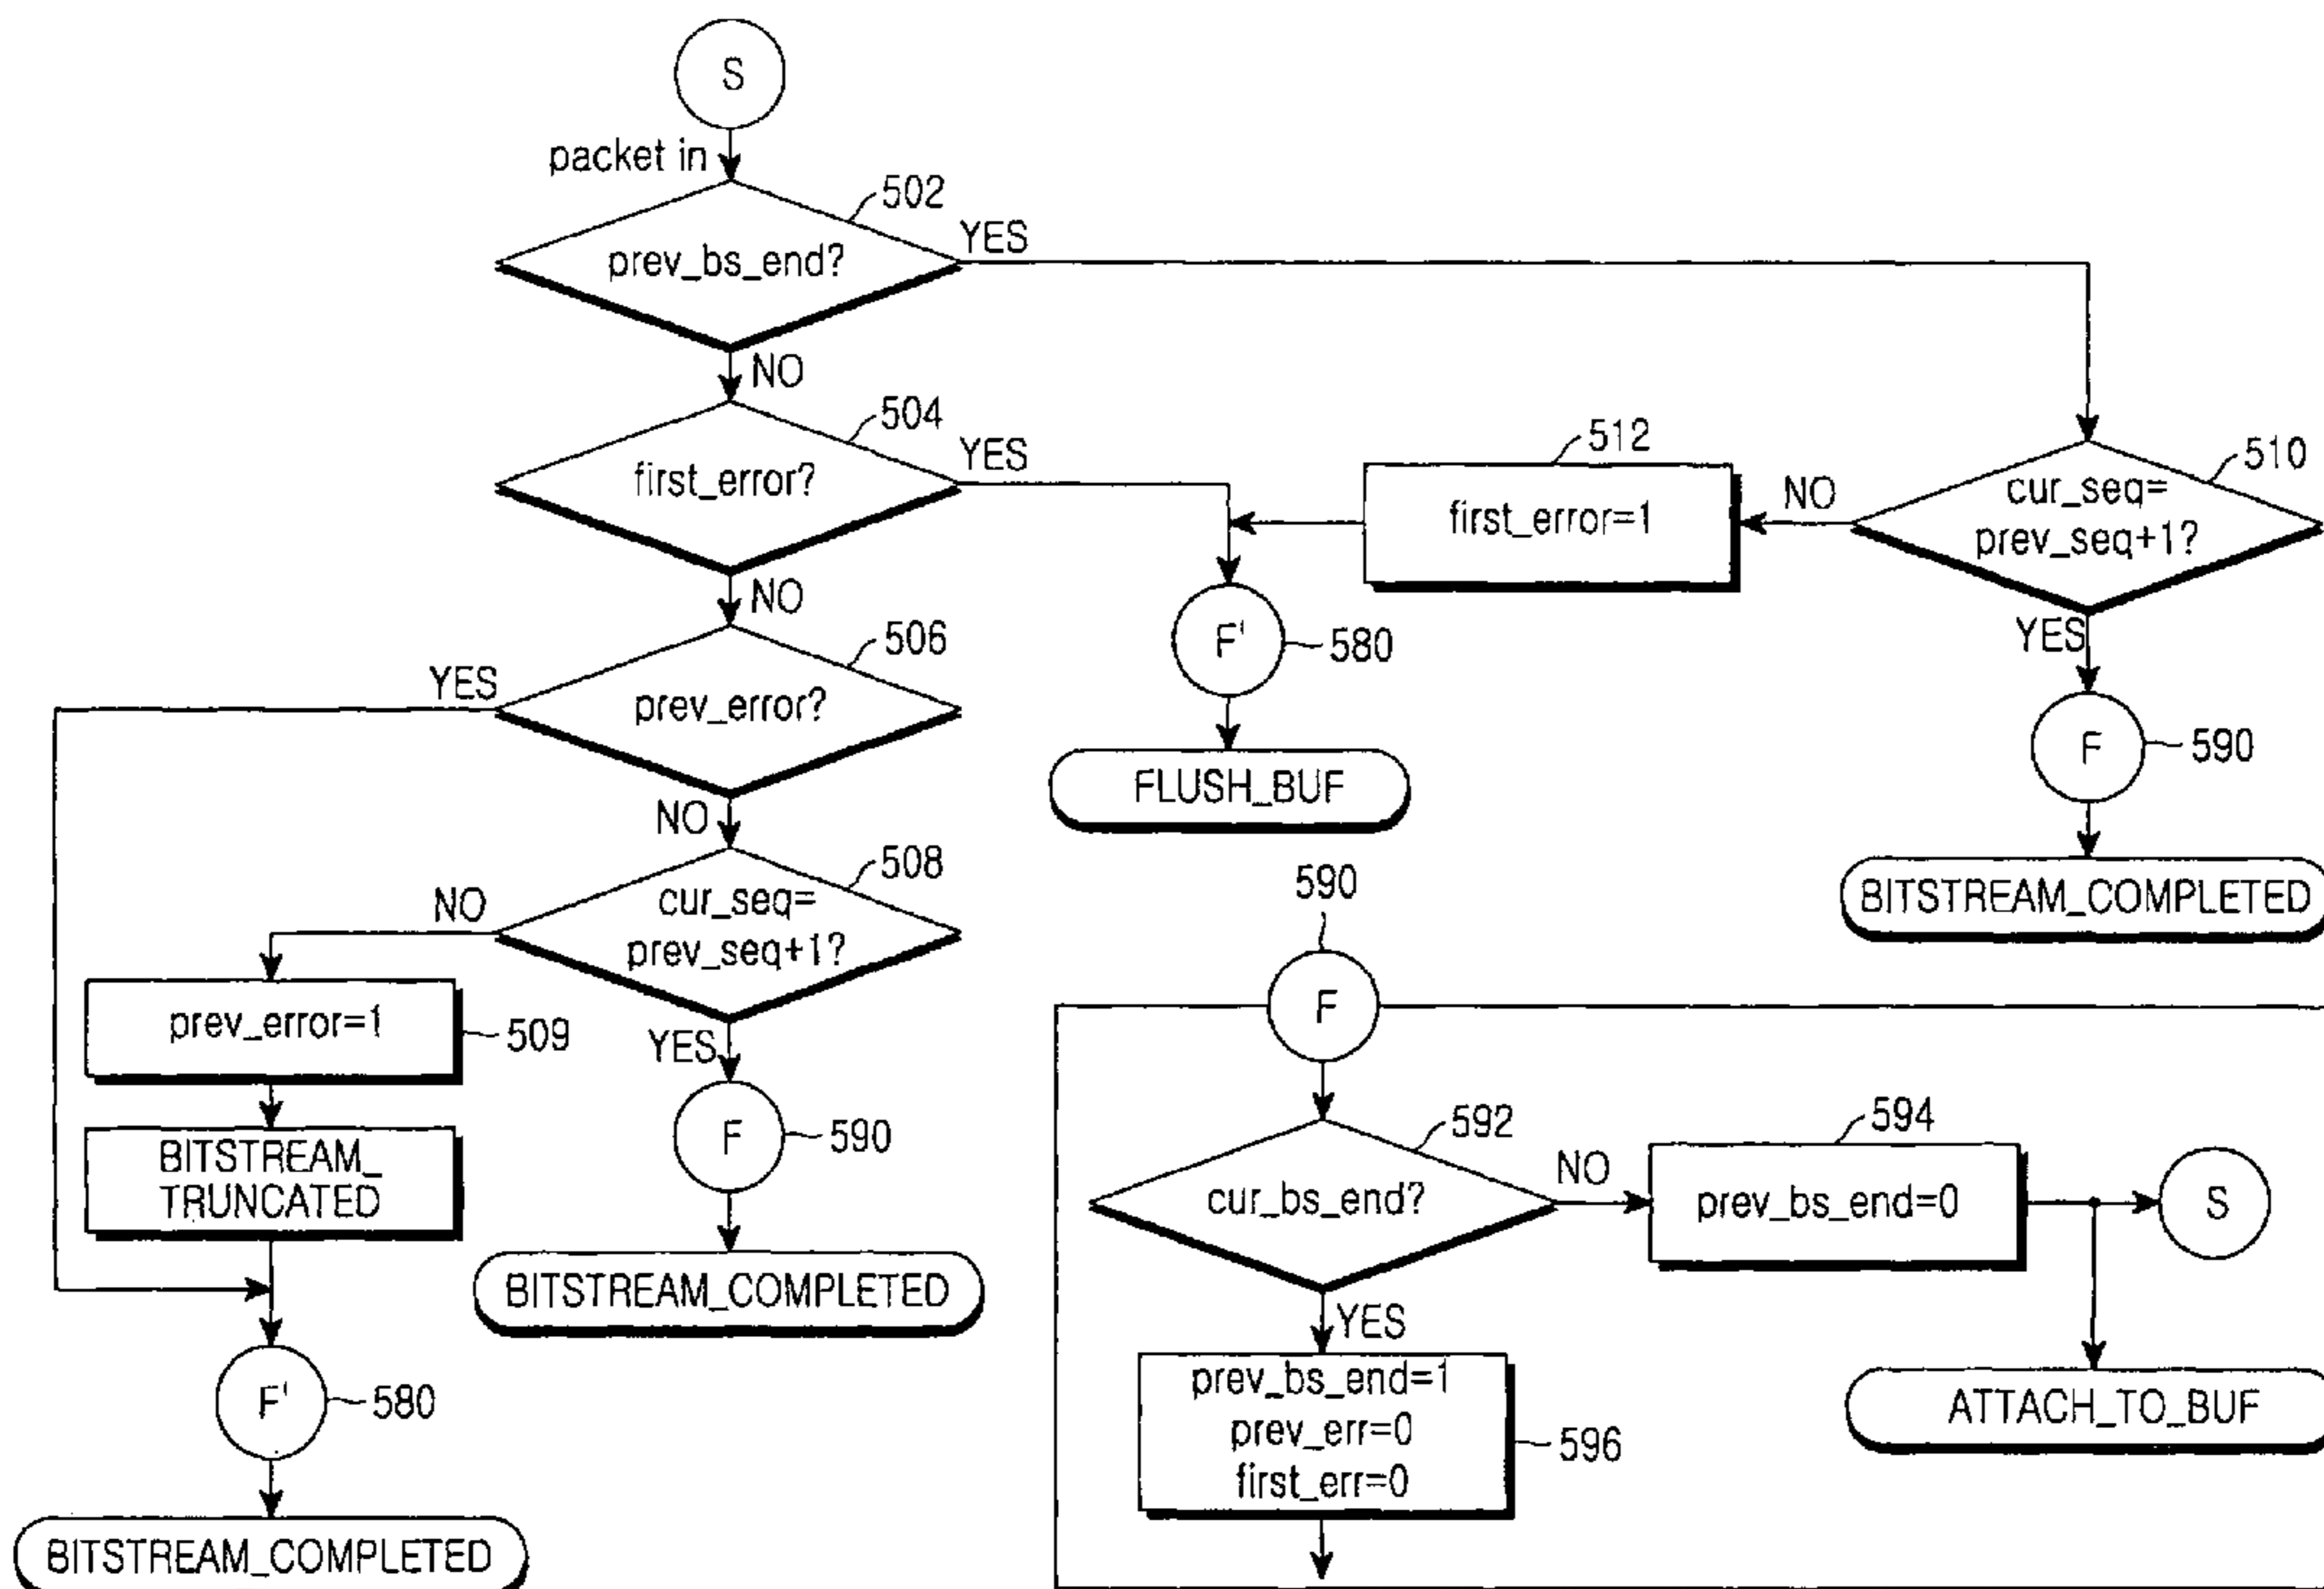 S
packet in
502
prev_bs_end?
YES
NO
504
first_error?
YES
NO
512
first_error=1
NO
510
cur_seq=
prev_seq+1?
YES
F'
580
FLUSH_BUF
F
590
BITSTREAM_COMPLETED
506
prev_error?
YES
NO
508
cur_seq=
prev_seq+1?
NO
YES
prev_error=1
509
BITSTREAM_
TRUNCATED
F
590
BITSTREAM_COMPLETED
F'
580
BITSTREAM_COMPLETED
590
F
592
cur_bs_end?
NO
594
prev_bs_end=0
S
YES
prev_bs_end=1
prev_err=0
first_err=0
596
ATTACH_TO_BUF